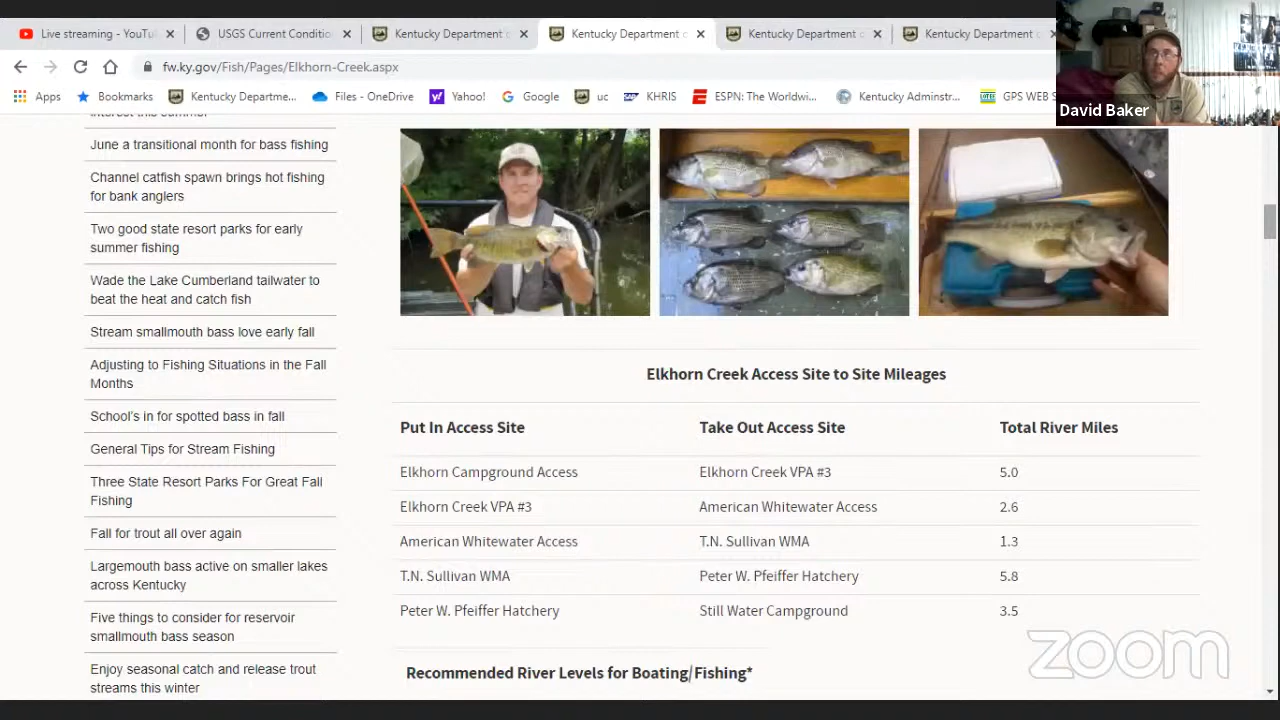 Live streaming - YouTu
USGS Current Conditio
Kentucky Department o
Kentucky Department o
Kentucky Department o
Kentucky Department o
fw.ky.gov/Fish/Pages/Elkhorn-Creek.aspx
Apps
Bookmarks
Kentucky Departme...
Files - OneDrive
Yahoo!
Google
uc
KHRIS
ESPN: The Worldwi...
Kentucky Adminstr...
GPS WEB S
David Baker
interest this summer
June a transitional month for bass fishing
Channel catfish spawn brings hot fishing
for bank anglers
Two good state resort parks for early
summer fishing
Wade the Lake Cumberland tailwater to
beat the heat and catch fish
Stream smallmouth bass love early fall
Adjusting to Fishing Situations in the Fall
Months
School's in for spotted bass in fall
General Tips for Stream Fishing
Three State Resort Parks For Great Fall
Fishing
Fall for trout all over again
Largemouth bass active on smaller lakes
across Kentucky
Five things to consider for reservoir
smallmouth bass season
Enjoy seasonal catch and release trout
streams this winter
Elkhorn Creek Access Site to Site Mileages
Put In Access Site Take Out Access Site Total River Miles
Elkhorn Campground Access Elkhorn Creek VPA #3 5.0
Elkhorn Creek VPA #3 American Whitewater Access 2.6
American Whitewater Access T.N. Sullivan WMA 1.3
T.N. Sullivan WMA Peter W. Pfeiffer Hatchery 5.8
Peter W. Pfeiffer Hatchery Still Water Campground 3.5
Recommended River Levels for Boating/Fishing*
zoom